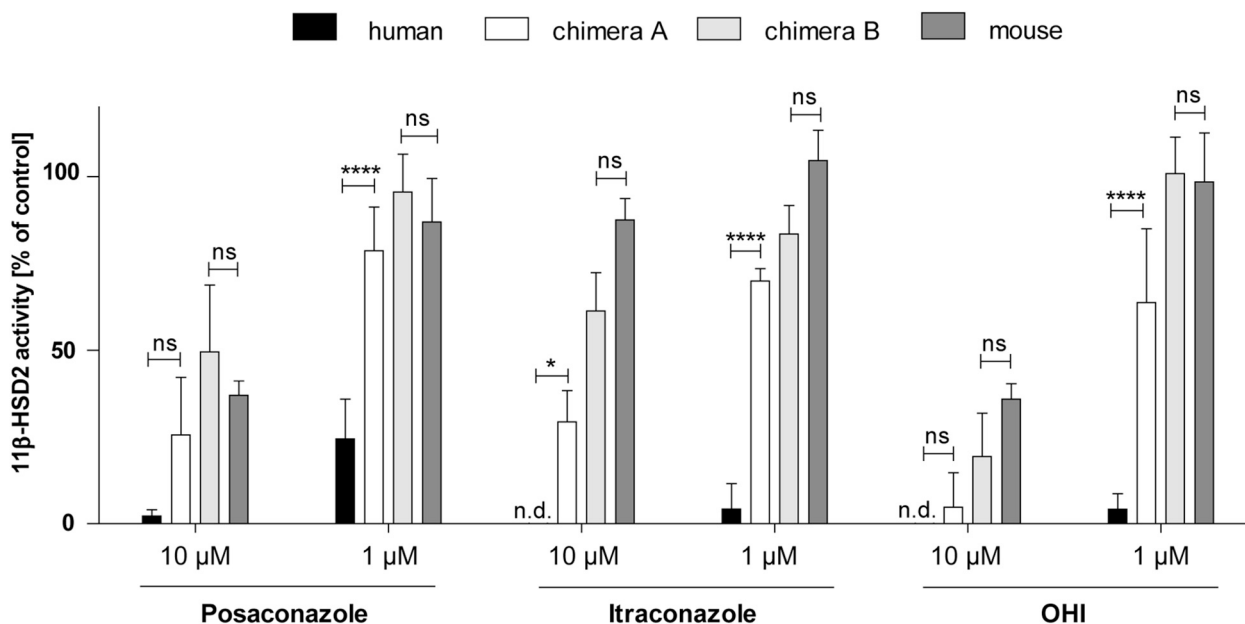 human chimera A chimera B mouse
11β-HSD2 activity [% of control]
100
50
0
ns ns
**** ns
* ns
**** ns
ns ns
**** ns
n.d. n.d.
10 µM 1 µM 10 µM 1 µM 10 µM 1 µM
Posaconazole Itraconazole OHI